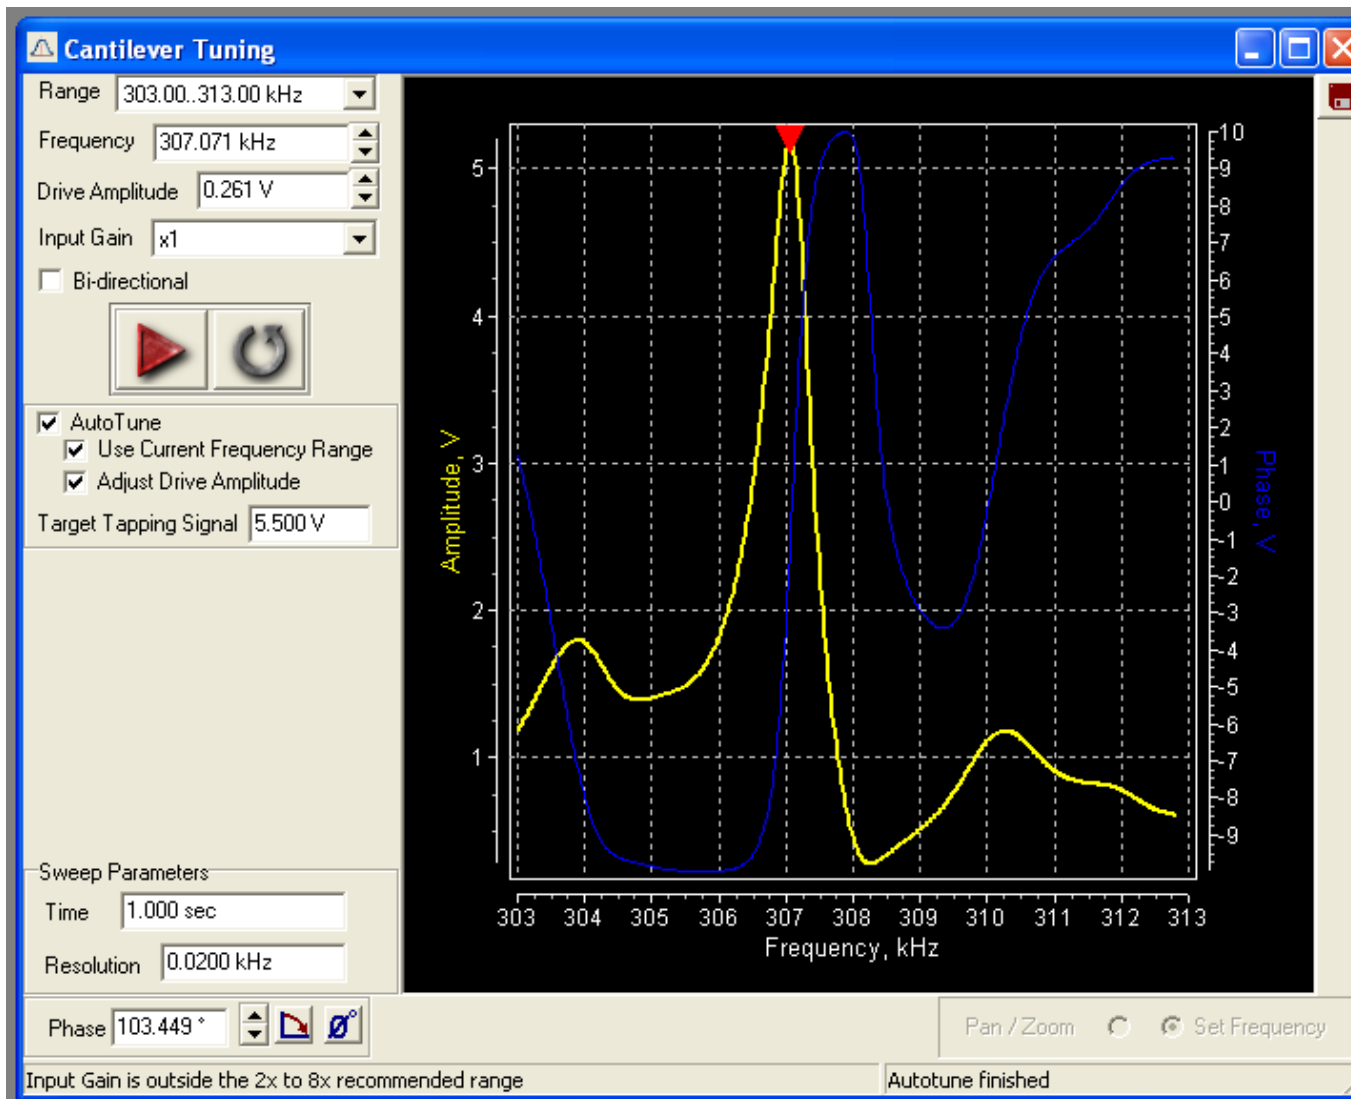 Cantilever Tuning
Range 303.00..313.00 kHz
Frequency 307.071 kHz
Drive Amplitude 0.261 V
Input Gain x1
Bi-directional
AutoTune
Use Current Frequency Range
Adjust Drive Amplitude
Target Tapping Signal 5.500 V
Sweep Parameters
Time 1.000 sec
Resolution 0.0200 kHz
Phase 103.449 °
Ø°
Amplitude, V
5
4
3
2
1
10
9
8
7
6
5
4
3
2
1
0
-1
-2
-3
-4
-5
-6
-7
-8
-9
Phase, V
303 304 305 306 307 308 309 310 311 312 313
Frequency, kHz
Pan / Zoom Set Frequency
Input Gain is outside the 2x to 8x recommended range
Autotune finished